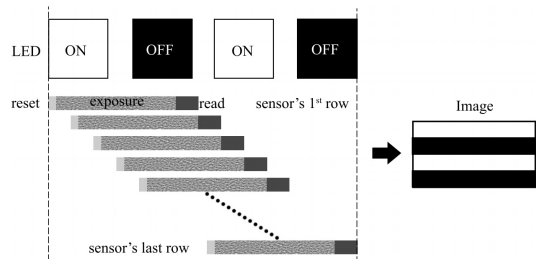 LED ON OFF ON OFF
reset exposure read sensor's 1st row
Image
sensor's last row